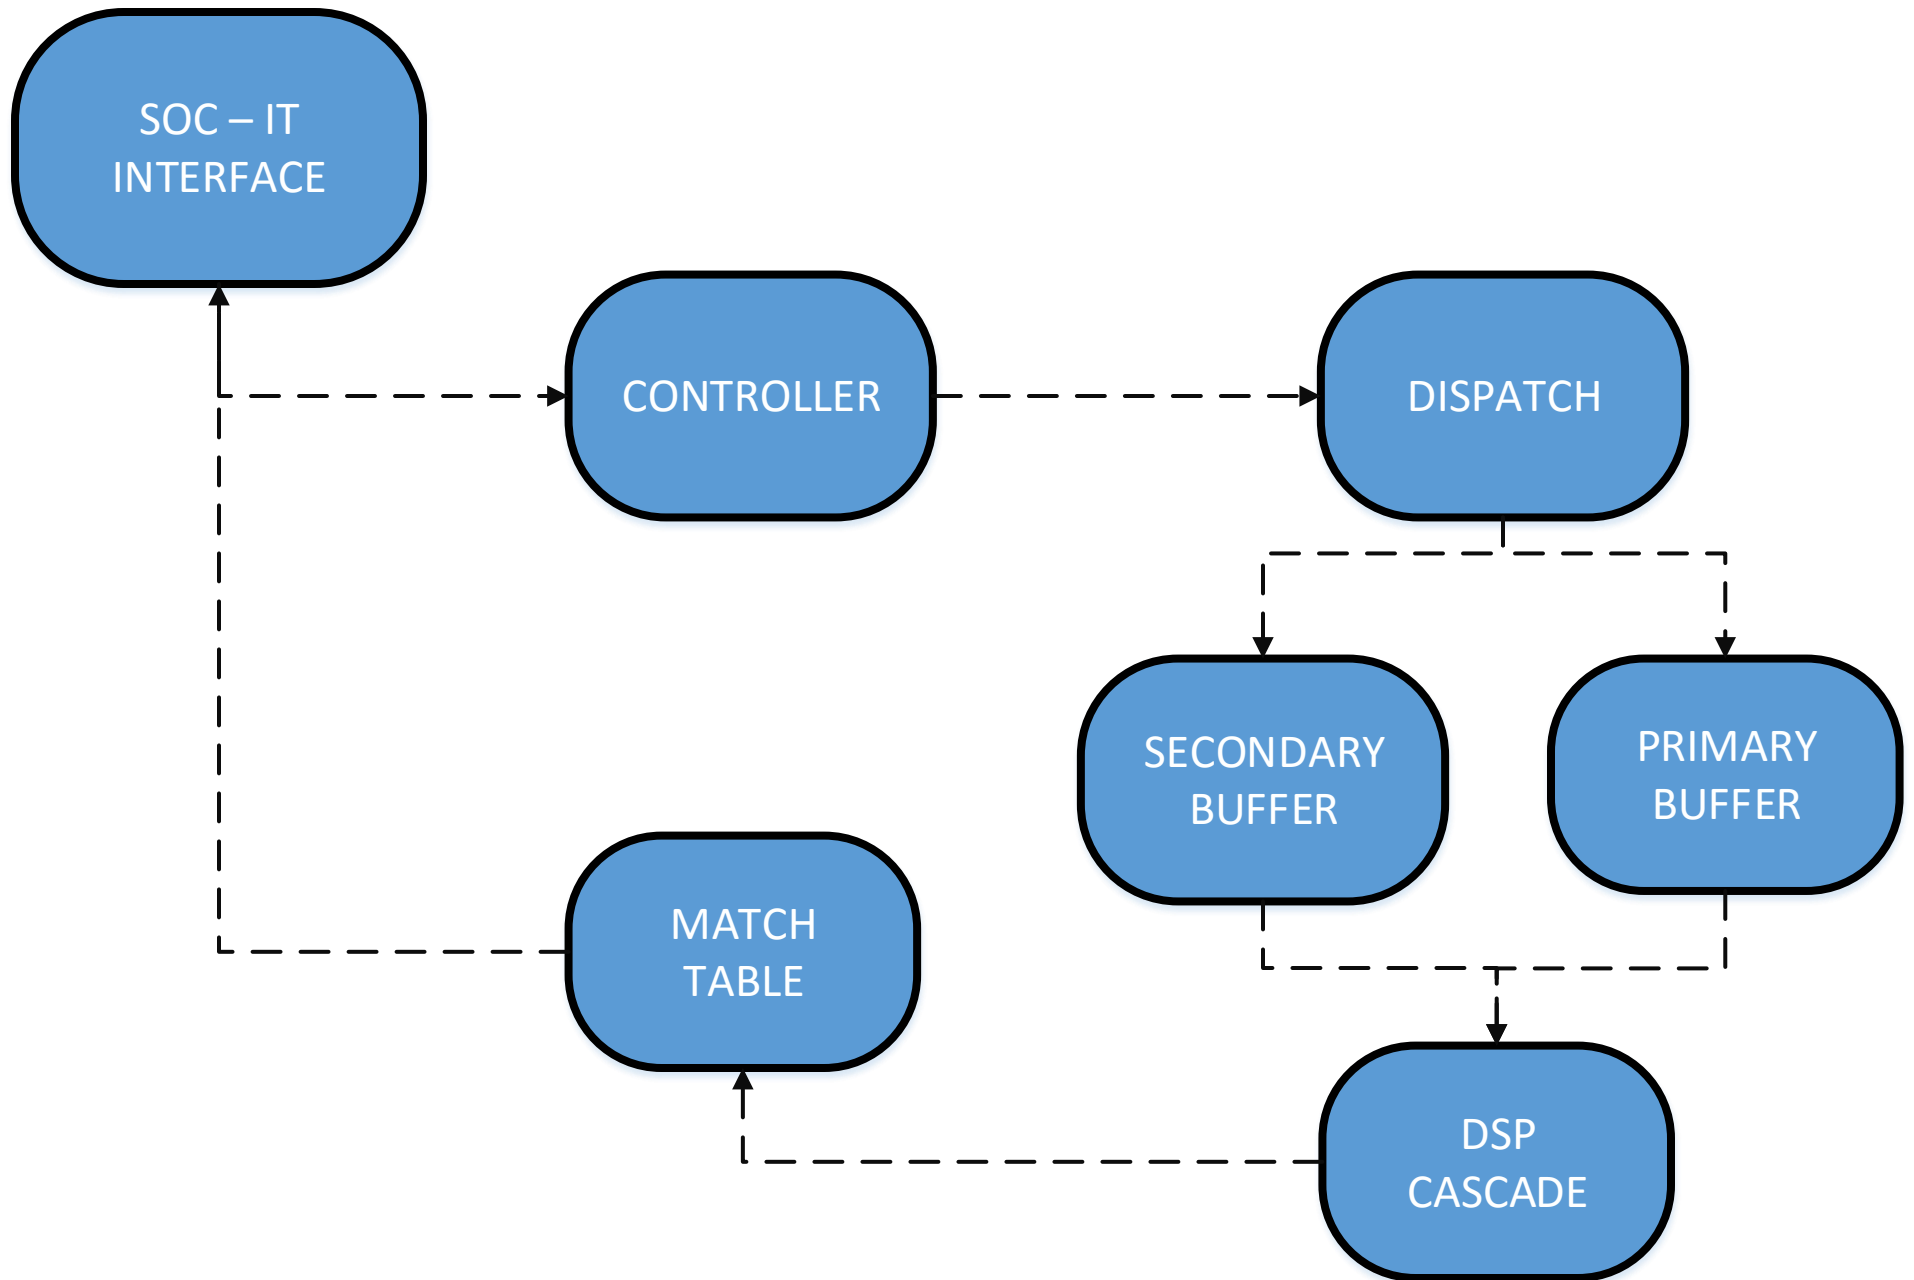 SOC – IT
INTERFACE
CONTROLLER
DISPATCH
SECONDARY
BUFFER
PRIMARY
BUFFER
MATCH
TABLE
DSP
CASCADE